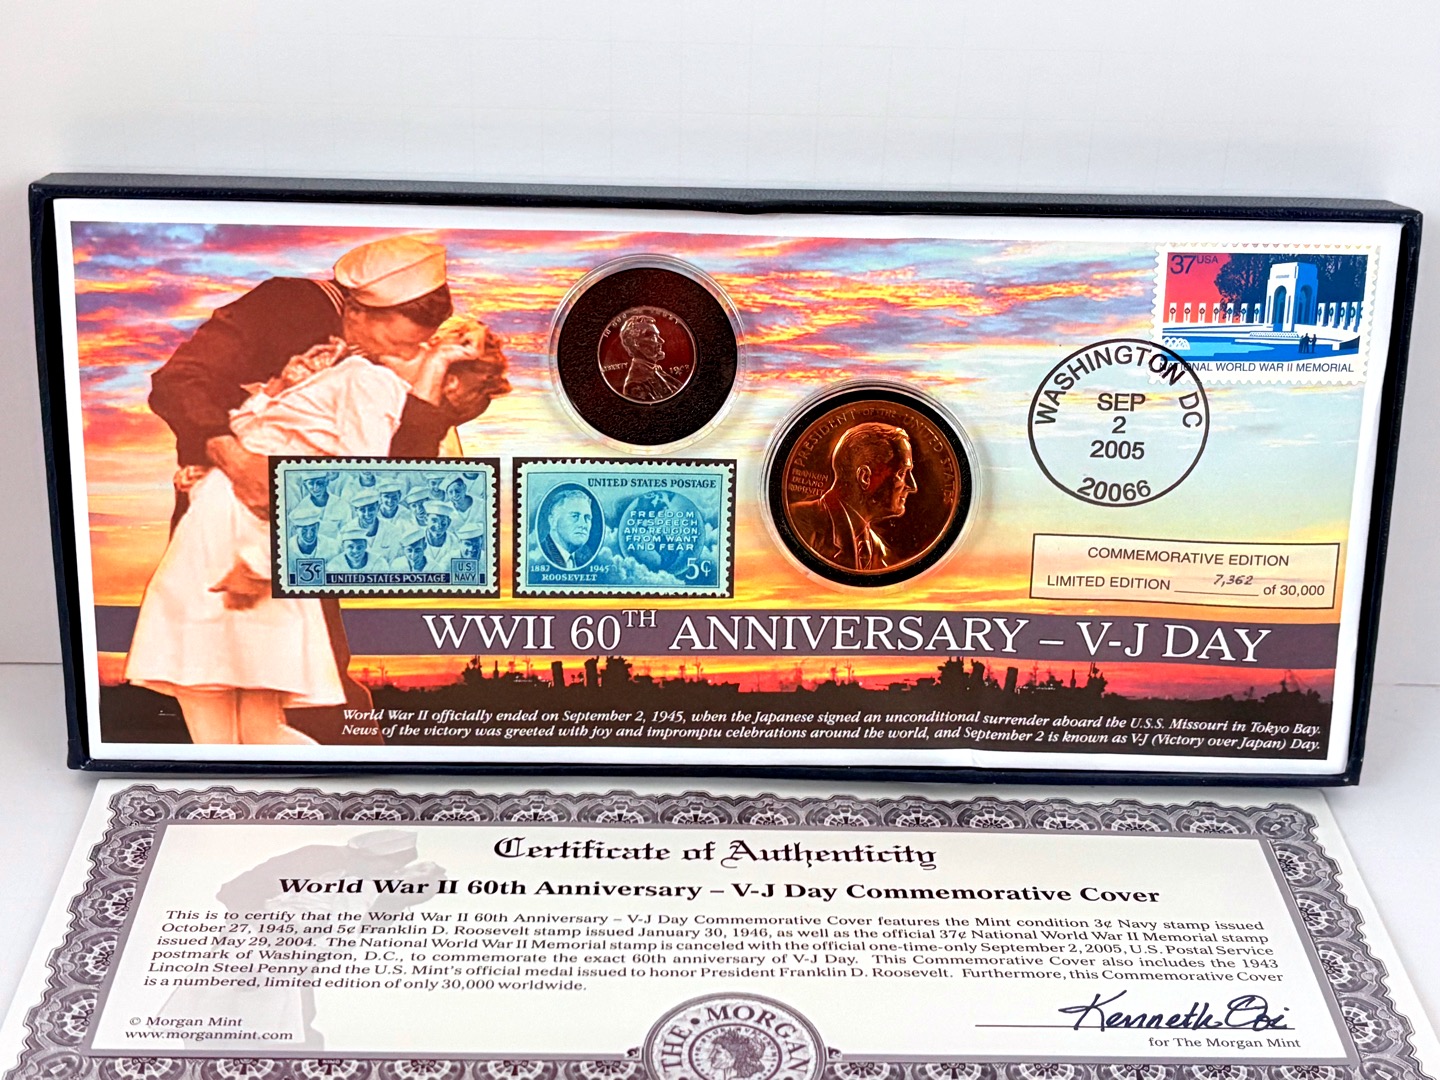 37 USA
NATIONAL WORLD WAR II MEMORIAL
WASHINGTON DC
SEP
2
2005
20066
LIBERTY
PRESIDENT OF THE UNITED STATES
FRANKLIN
DELANO
ROOSEVELT
3¢
UNITED STATES POSTAGE
U.S.
NAVY
UNITED STATES POSTAGE
FREEDOM
OF SPEECH
AND RELIGION
FROM WANT
AND FEAR
1882 1945
ROOSEVELT
5¢
COMMEMORATIVE EDITION
LIMITED EDITION 7,362 of 30,000
WWII 60TH ANNIVERSARY – V-J DAY
World War II officially ended on September 2, 1945, when the Japanese signed an unconditional surrender aboard the U.S.S. Missouri in Tokyo Bay.
News of the victory was greeted with joy and impromptu celebrations around the world, and September 2 is known as V-J (Victory over Japan) Day.
Certificate of Authenticity
World War II 60th Anniversary – V-J Day Commemorative Cover
This is to certify that the World War II 60th Anniversary – V-J Day Commemorative Cover features the Mint condition 3¢ Navy stamp issued
October 27, 1945, and 5¢ Franklin D. Roosevelt stamp issued January 30, 1946, as well as the official 37¢ National World War II Memorial stamp
issued May 29, 2004. The National World War II Memorial stamp is canceled with the official one-time-only September 2, 2005, U.S. Postal Service
postmark of Washington, D.C., to commemorate the exact 60th anniversary of V-J Day. This Commemorative Cover also includes the 1943
Lincoln Steel Penny and the U.S. Mint's official medal issued to honor President Franklin D. Roosevelt. Furthermore, this Commemorative Cover
is a numbered, limited edition of only 30,000 worldwide.
© Morgan Mint
www.morganmint.com
THE • MORGAN
Kenneth
for The Morgan Mint